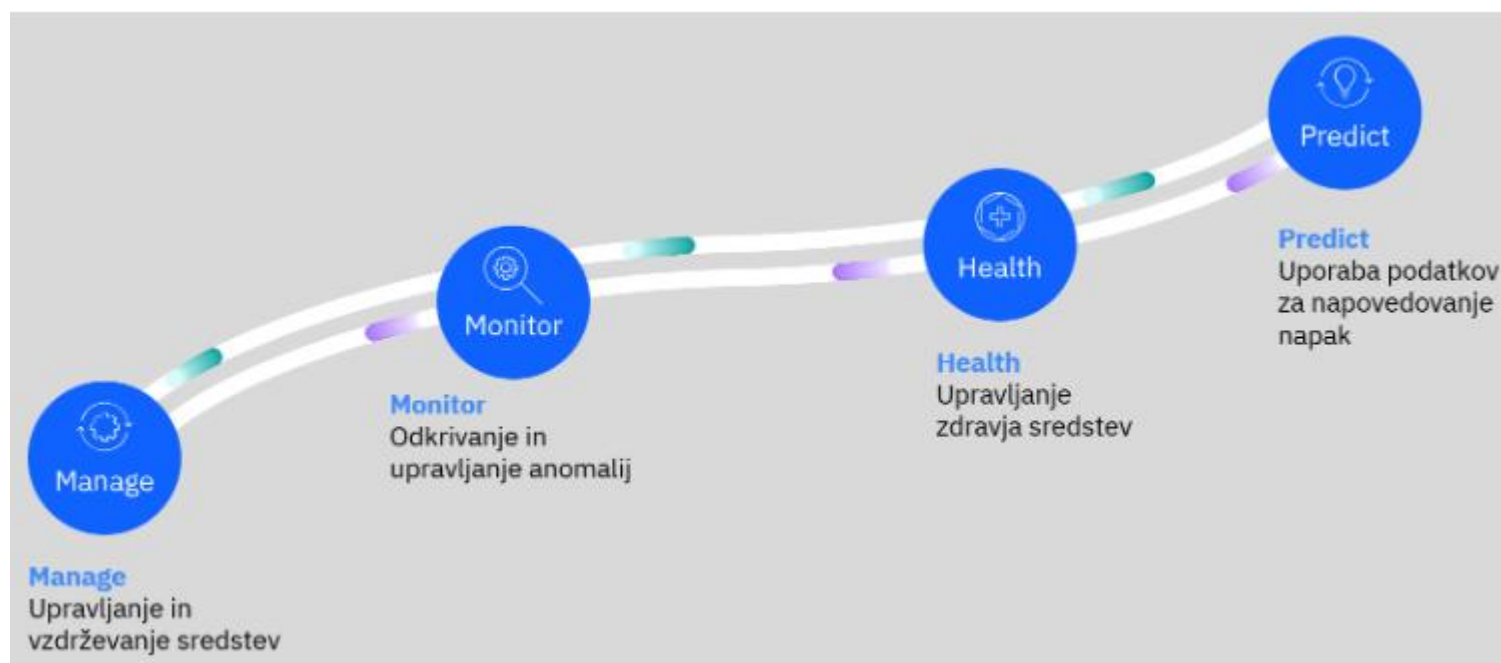 Manage
Manage
Upravljanje in
vzdrževanje sredstev
Monitor
Monitor
Odkrivanje in
upravljanje anomalij
Health
Health
Upravljanje
zdravja sredstev
Predict
Predict
Uporaba podatkov
za napovedovanje
napak